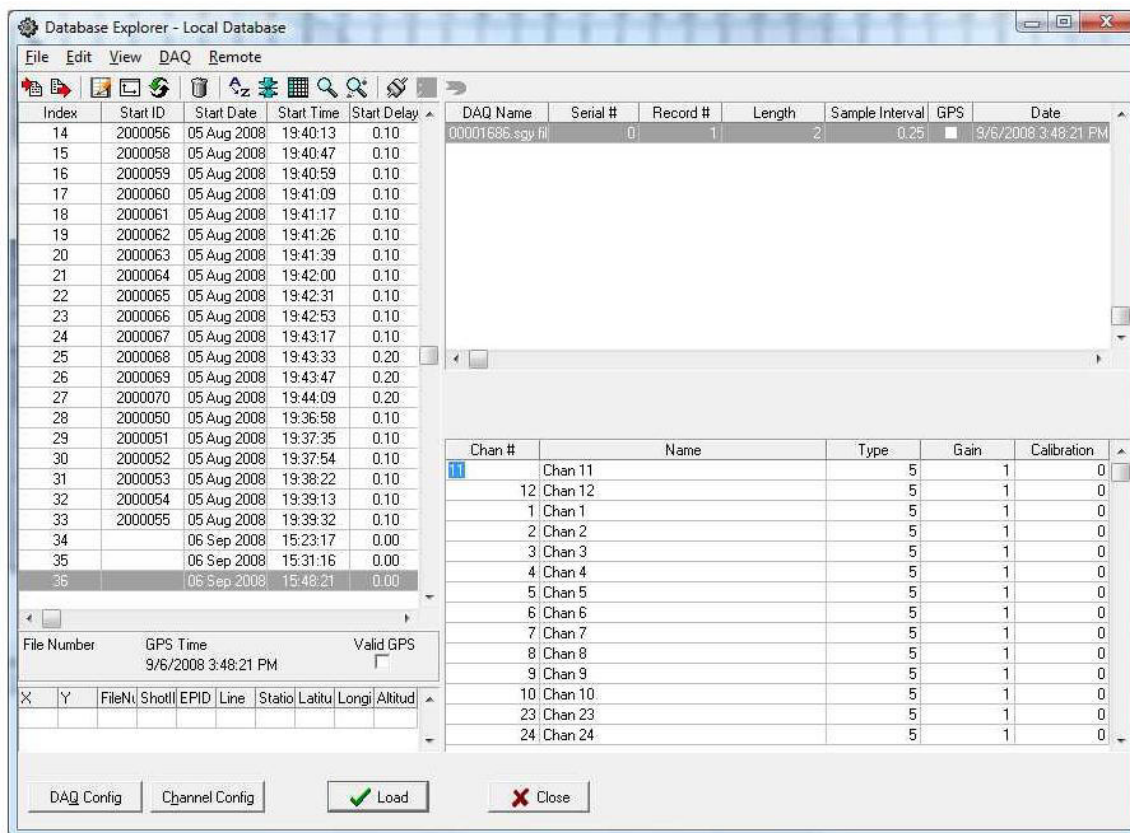 Database Explorer - Local Database
File Edit View DAQ Remote
Index Start ID Start Date Start Time Start Delay
14 2000056 05 Aug 2008 19:40:13 0.10
15 2000058 05 Aug 2008 19:40:47 0.10
16 2000059 05 Aug 2008 19:40:59 0.10
17 2000060 05 Aug 2008 19:41:09 0.10
18 2000061 05 Aug 2008 19:41:17 0.10
19 2000062 05 Aug 2008 19:41:26 0.10
20 2000063 05 Aug 2008 19:41:39 0.10
21 2000064 05 Aug 2008 19:42:00 0.10
22 2000065 05 Aug 2008 19:42:31 0.10
23 2000066 05 Aug 2008 19:42:53 0.10
24 2000067 05 Aug 2008 19:43:17 0.10
25 2000068 05 Aug 2008 19:43:33 0.20
26 2000069 05 Aug 2008 19:43:47 0.20
27 2000070 05 Aug 2008 19:44:09 0.20
28 2000050 05 Aug 2008 19:36:58 0.10
29 2000051 05 Aug 2008 19:37:35 0.10
30 2000052 05 Aug 2008 19:37:54 0.10
31 2000053 05 Aug 2008 19:38:22 0.10
32 2000054 05 Aug 2008 19:39:13 0.10
33 2000055 05 Aug 2008 19:39:32 0.10
34 06 Sep 2008 15:23:17 0.00
35 06 Sep 2008 15:31:16 0.00
36 06 Sep 2008 15:48:21 0.00
File Number GPS Time Valid GPS
9/6/2008 3:48:21 PM
X Y FileNu ShotII EPID Line Statio Latitu Longi Altitud
DAQ Name Serial # Record # Length Sample Interval GPS Date
00001686.sgy fil 0 1 2 0.25 9/6/2008 3:48:21 PM
Chan # Name Type Gain Calibration
11 Chan 11 5 1 0
12 Chan 12 5 1 0
1 Chan 1 5 1 0
2 Chan 2 5 1 0
3 Chan 3 5 1 0
4 Chan 4 5 1 0
5 Chan 5 5 1 0
6 Chan 6 5 1 0
7 Chan 7 5 1 0
8 Chan 8 5 1 0
9 Chan 9 5 1 0
10 Chan 10 5 1 0
23 Chan 23 5 1 0
24 Chan 24 5 1 0
DAQ Config Channel Config Load Close